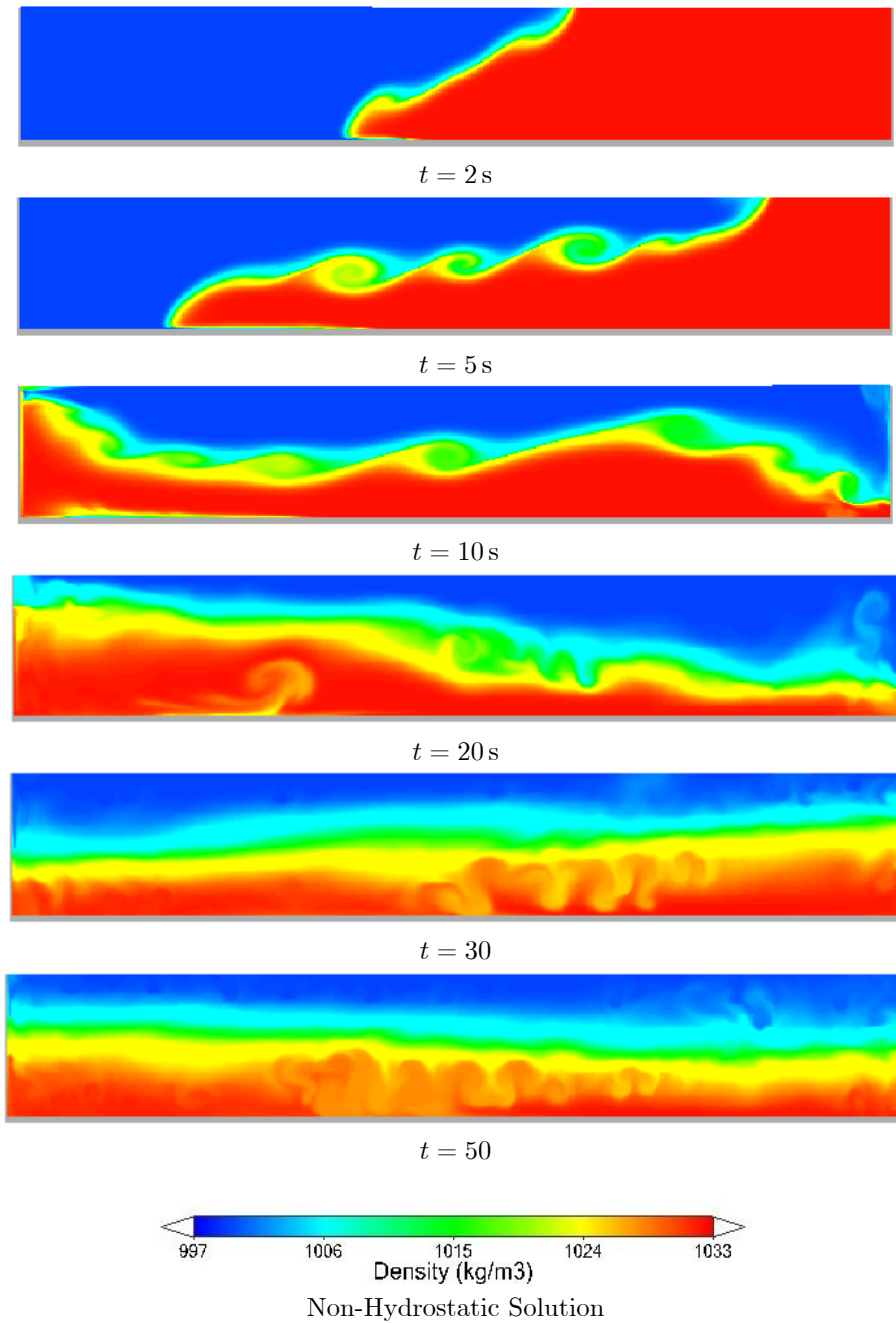 t = 2 s
t = 5 s
t = 10 s
t = 20 s
t = 30
t = 50
997 1006 1015 1024 1033
Density (kg/m3)
Non-Hydrostatic Solution